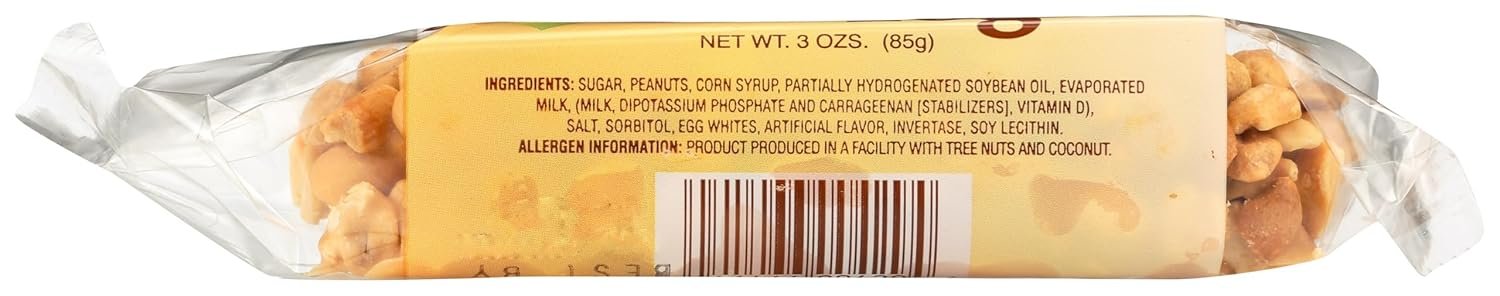 NET WT. 3 OZS. (85g)
INGREDIENTS: SUGAR, PEANUTS, CORN SYRUP, PARTIALLY HYDROGENATED SOYBEAN OIL, EVAPORATED
MILK, (MILK, DIPOTASSIUM PHOSPHATE AND CARRAGEENAN [STABILIZERS], VITAMIN D),
SALT, SORBITOL, EGG WHITES, ARTIFICIAL FLAVOR, INVERTASE, SOY LECITHIN.
ALLERGEN INFORMATION: PRODUCT PRODUCED IN A FACILITY WITH TREE NUTS AND COCONUT.
BEST BY